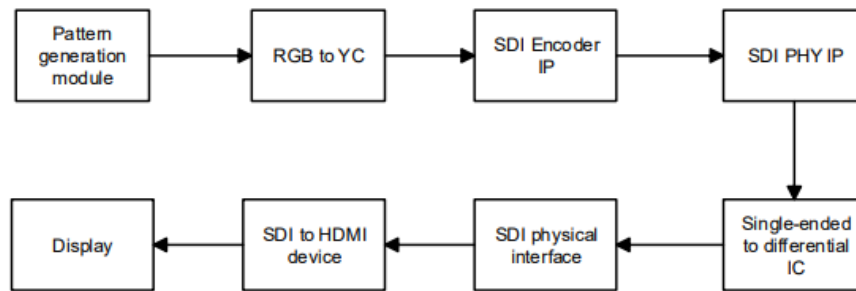 Pattern
generation
module
RGB to YC
SDI Encoder
IP
SDI PHY IP
Display
SDI to HDMI
device
SDI physical
interface
Single-ended
to differential
IC